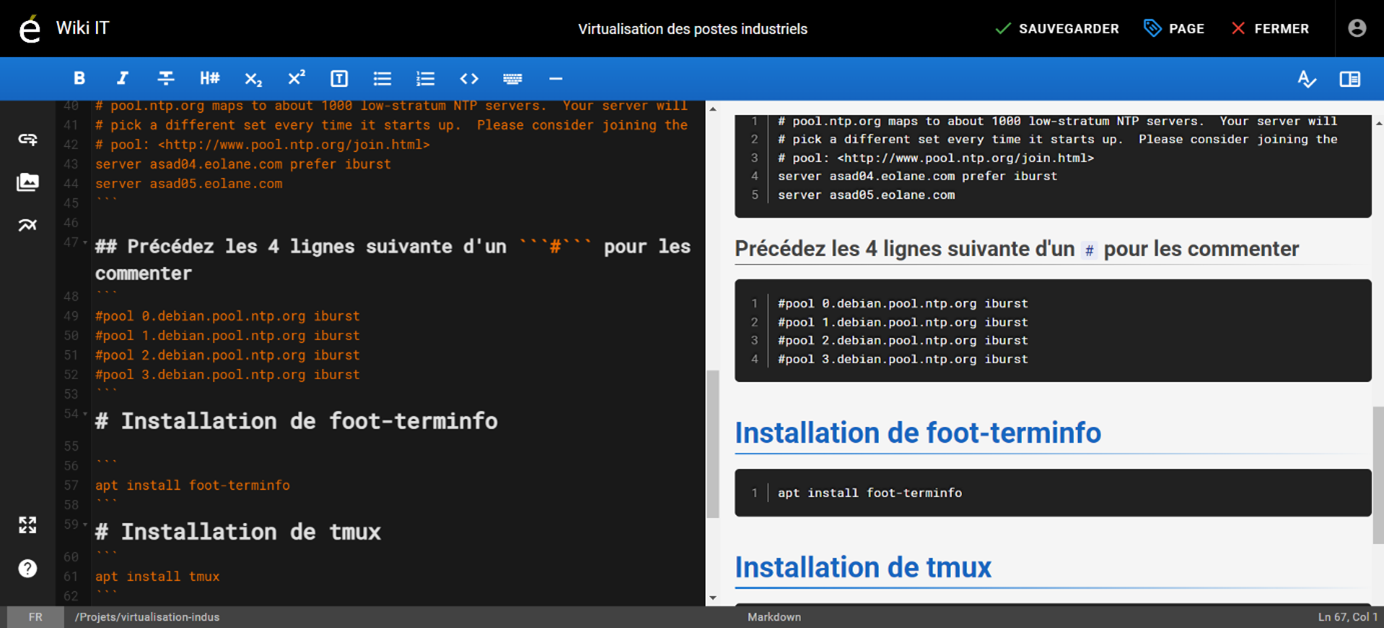 é Wiki IT
Virtualisation des postes industriels
SAUVEGARDER
PAGE
FERMER
B I T H# X₂ X² T <>
40 # pool.ntp.org maps to about 1000 low-stratum NTP servers.  Your server will
41 # pick a different set every time it starts up.  Please consider joining the
42 # pool: <http://www.pool.ntp.org/join.html>
43 server asad04.eolane.com prefer iburst
44 server asad05.eolane.com
45 ```
46
47 ## Précédez les 4 lignes suivante d'un ```#``` pour les
commenter
48 ```
49 #pool 0.debian.pool.ntp.org iburst
50 #pool 1.debian.pool.ntp.org iburst
51 #pool 2.debian.pool.ntp.org iburst
52 #pool 3.debian.pool.ntp.org iburst
53 ```
54 # Installation de foot-terminfo
55
56 ```
57 apt install foot-terminfo
58 ```
59 # Installation de tmux
60 ```
61 apt install tmux
62 ```
1 # pool.ntp.org maps to about 1000 low-stratum NTP servers.  Your server will
2 # pick a different set every time it starts up.  Please consider joining the
3 # pool: <http://www.pool.ntp.org/join.html>
4 server asad04.eolane.com prefer iburst
5 server asad05.eolane.com
Précédez les 4 lignes suivante d'un # pour les commenter
1 #pool 0.debian.pool.ntp.org iburst
2 #pool 1.debian.pool.ntp.org iburst
3 #pool 2.debian.pool.ntp.org iburst
4 #pool 3.debian.pool.ntp.org iburst
Installation de foot-terminfo
1 apt install foot-terminfo
Installation de tmux
FR
/Projets/virtualisation-indus
Markdown
Ln 67, Col 1